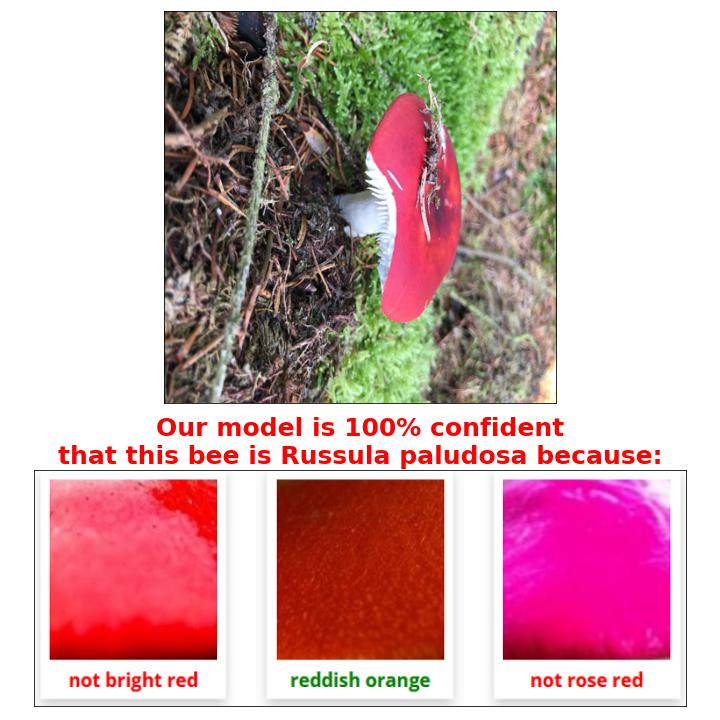 Our model is 100% confident
that this bee is Russula paludosa because:
not bright red
reddish orange
not rose red